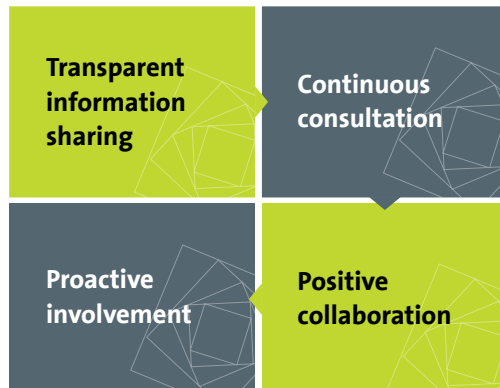 Transparent
information
sharing
Continuous
consultation
Proactive
involvement
Positive
collaboration